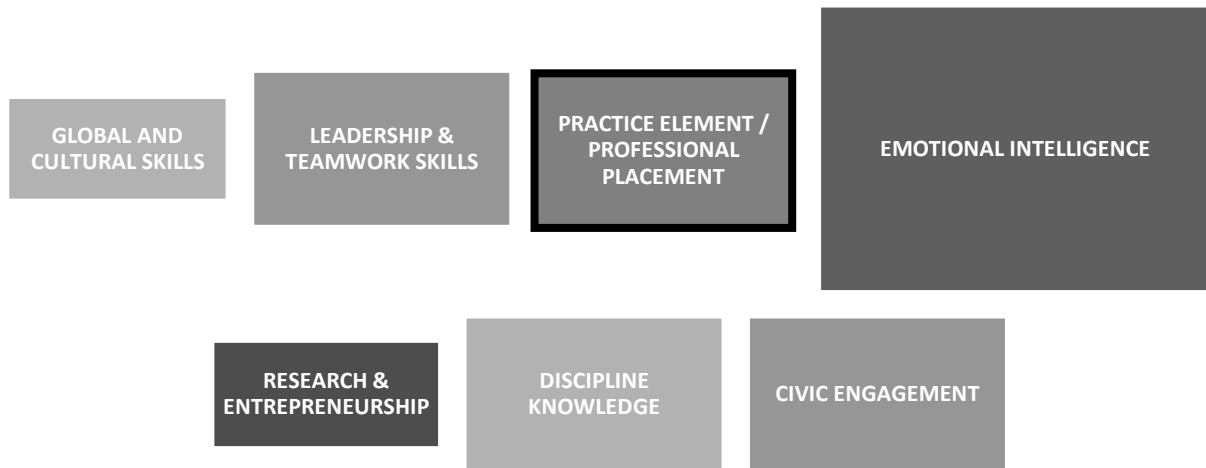 GLOBAL AND
CULTURAL SKILLS
LEADERSHIP &
TEAMWORK SKILLS
PRACTICE ELEMENT /
PROFESSIONAL
PLACEMENT
EMOTIONAL INTELLIGENCE
RESEARCH &
ENTREPRENEURSHIP
DISCIPLINE
KNOWLEDGE
CIVIC ENGAGEMENT